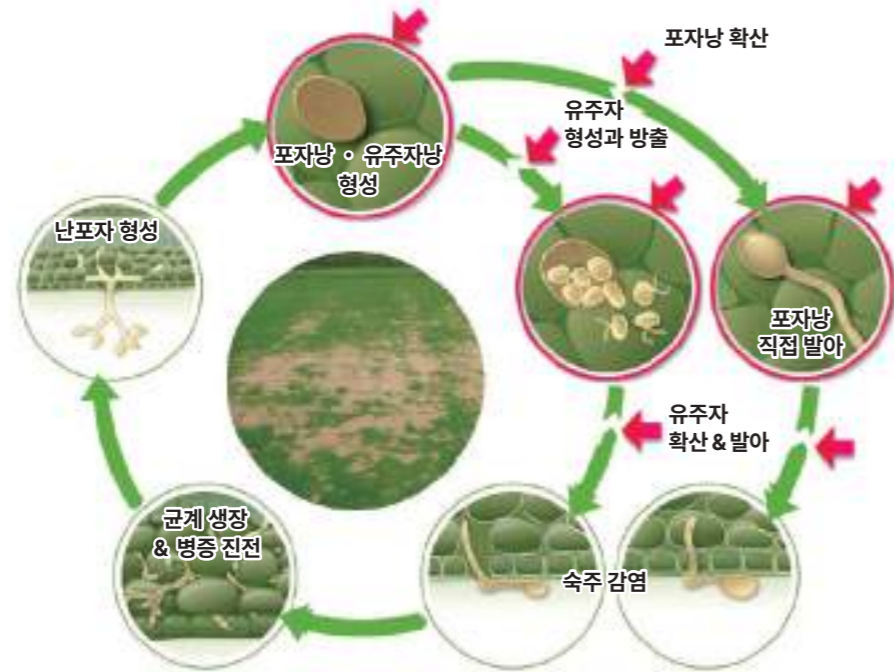 포자낭 확산
유주자
형성과 방출
포자낭 · 유주자낭
형성
난포자 형성
포자낭
직접 발아
유주자
확산 & 발아
균계 생장
& 병증 진전
숙주 감염